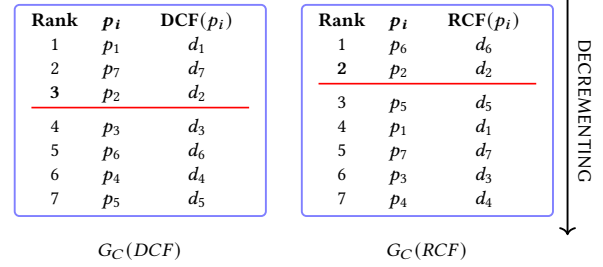 Rank p_i DCF(p_i)
1 p_1 d_1
2 p_7 d_7
3 p_2 d_2
4 p_3 d_3
5 p_6 d_6
6 p_4 d_4
7 p_5 d_5
G_C(DCF)
Rank p_i RCF(p_i)
1 p_6 d_6
2 p_2 d_2
3 p_5 d_5
4 p_1 d_1
5 p_7 d_7
6 p_3 d_3
7 p_4 d_4
G_C(RCF)
DECREMENTING